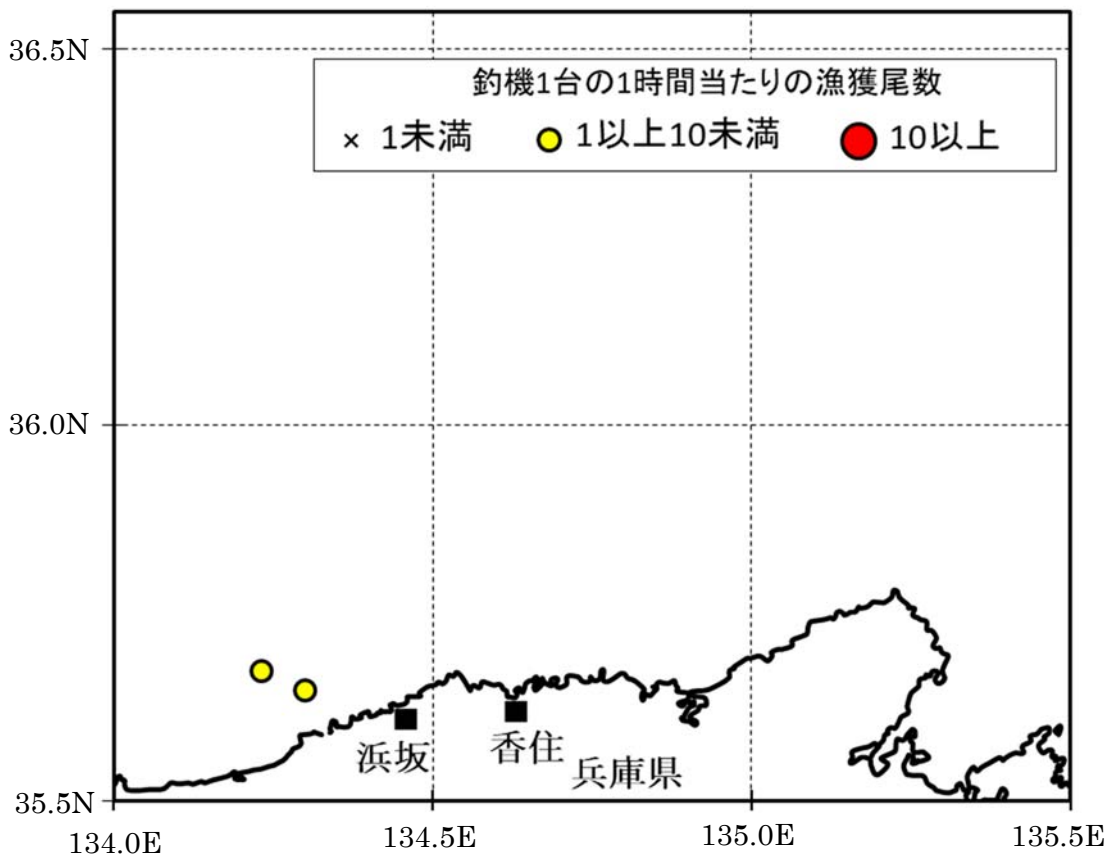 36.5N
釣機1台の1時間当たりの漁獲尾数
× 1未満 1以上10未満 10以上
36.0N
浜坂 香住 兵庫県
35.5N
134.0E 134.5E 135.0E 135.5E